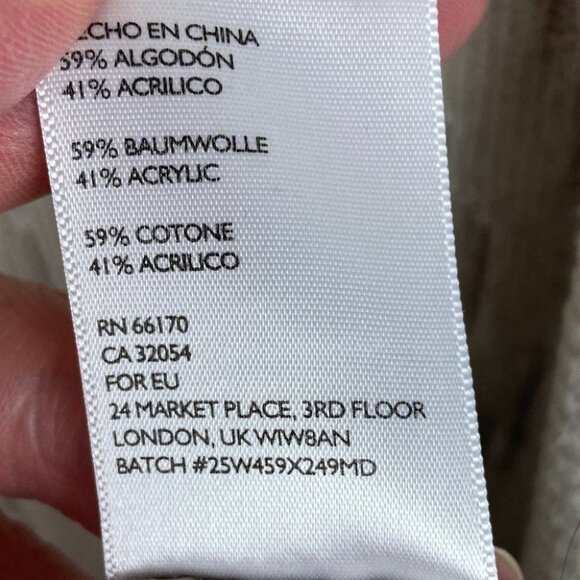 ECHO EN CHINA
59% ALGODÓN
41% ACRILICO
59% BAUMWOLLE
41% ACRYLIC
59% COTONE
41% ACRILICO
RN 66170
CA 32054
FOR EU
24 MARKET PLACE, 3RD FLOOR
LONDON, UK W1W8AN
BATCH #25W459X249MD